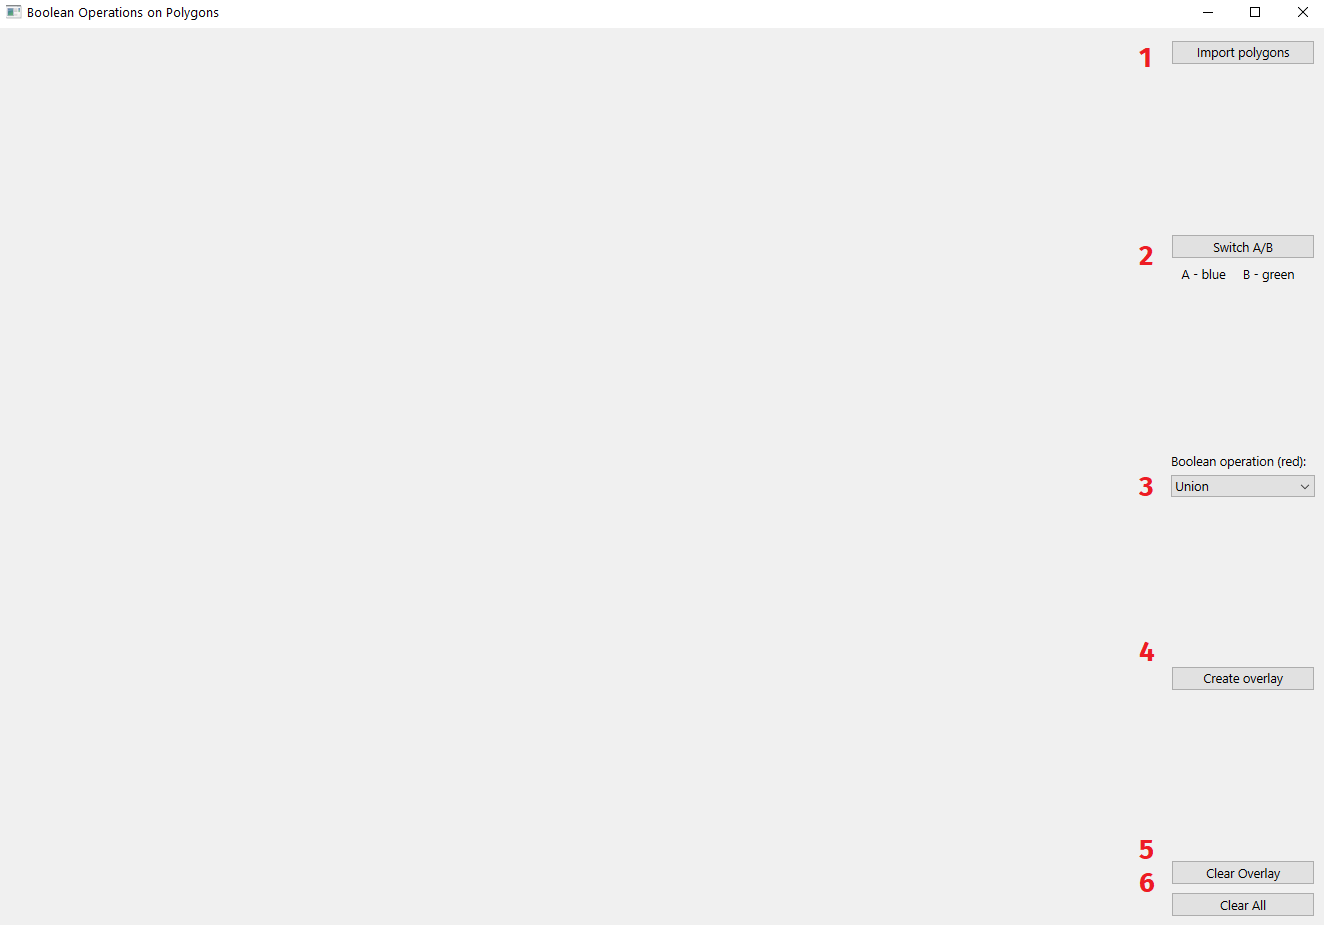 Boolean Operations on Polygons
1 Import polygons
2 Switch A/B
A - blue B - green
Boolean operation (red):
3 Union
4
Create overlay
5
Clear Overlay
6
Clear All